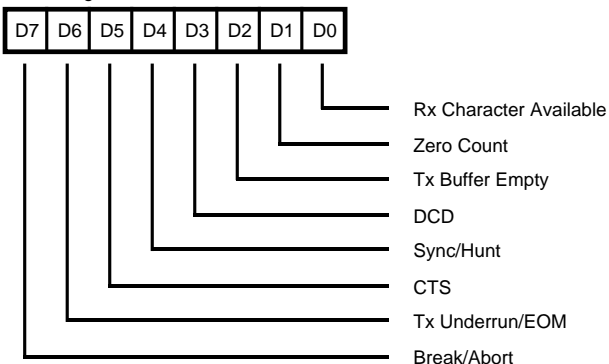 D7 D6 D5 D4 D3 D2 D1 D0
Rx Character Available
Zero Count
Tx Buffer Empty
DCD
Sync/Hunt
CTS
Tx Underrun/EOM
Break/Abort